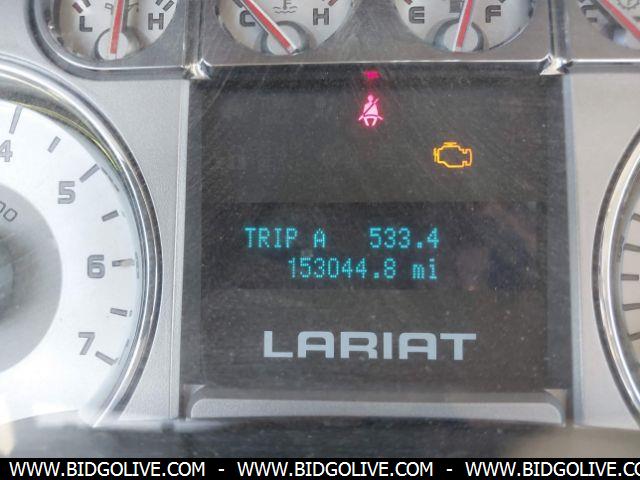 L H
C H
E F
4
5
6
7
TRIP A 533.4
153044.8 mi
LARIAT
WWW.BIDGOLIVE.COM - WWW.BIDGOLIVE.COM - WWW.BIDGOLIVE.COM